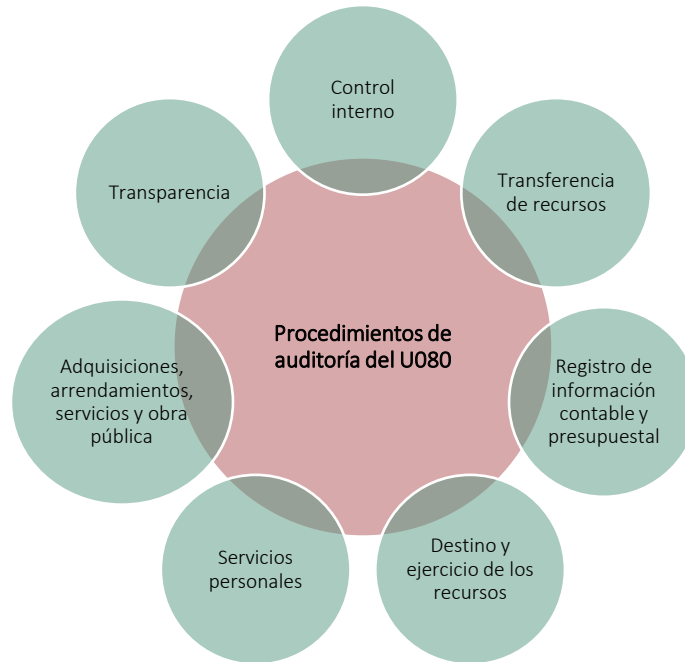 Control
interno
Transferencia
de recursos
Registro de
información
contable y
presupuestal
Destino y
ejercicio de los
recursos
Servicios
personales
Adquisiciones,
arrendamientos,
servicios y obra
pública
Transparencia
Procedimientos de
auditoría del U080